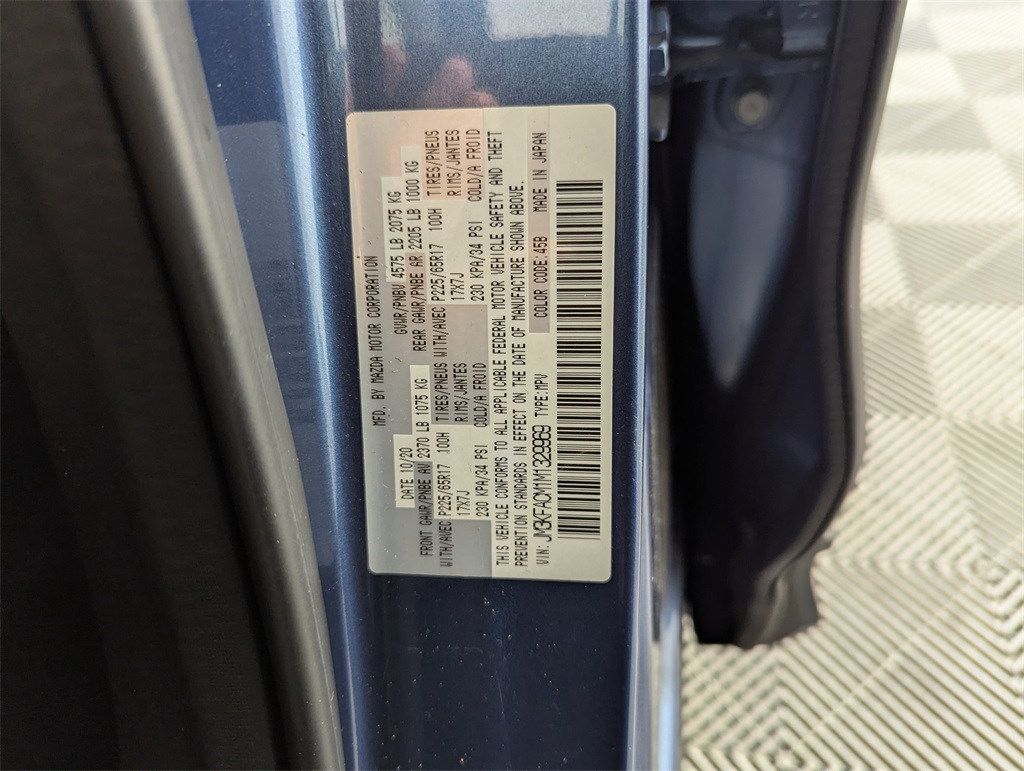 MFD. BY MAZDA MOTOR CORPORATION
DATE 10/20 GVWR/PNBV 4575 LB 2075 KG
FRONT GAWR/PNBE AV 2370 LB 1075 KG REAR GAWR/PNBE AR 2205 LB 1000 KG
WITH/AVEC P225/65R17 100H TIRES/PNEUS WITH/AVEC P225/65R17 100H TIRES/PNEUS
17X7J RIMS/JANTES 17X7J RIMS/JANTES
230 KPA/34 PSI COLD/A FROID 230 KPA/34 PSI COLD/A FROID
THIS VEHICLE CONFORMS TO ALL APPLICABLE FEDERAL MOTOR VEHICLE SAFETY AND THEFT
PREVENTION STANDARDS IN EFFECT ON THE DATE OF MANUFACTURE SHOWN ABOVE.
VIN: JM3KFACM1M1329969 TYPE:MPV COLOR CODE:45B MADE IN JAPAN